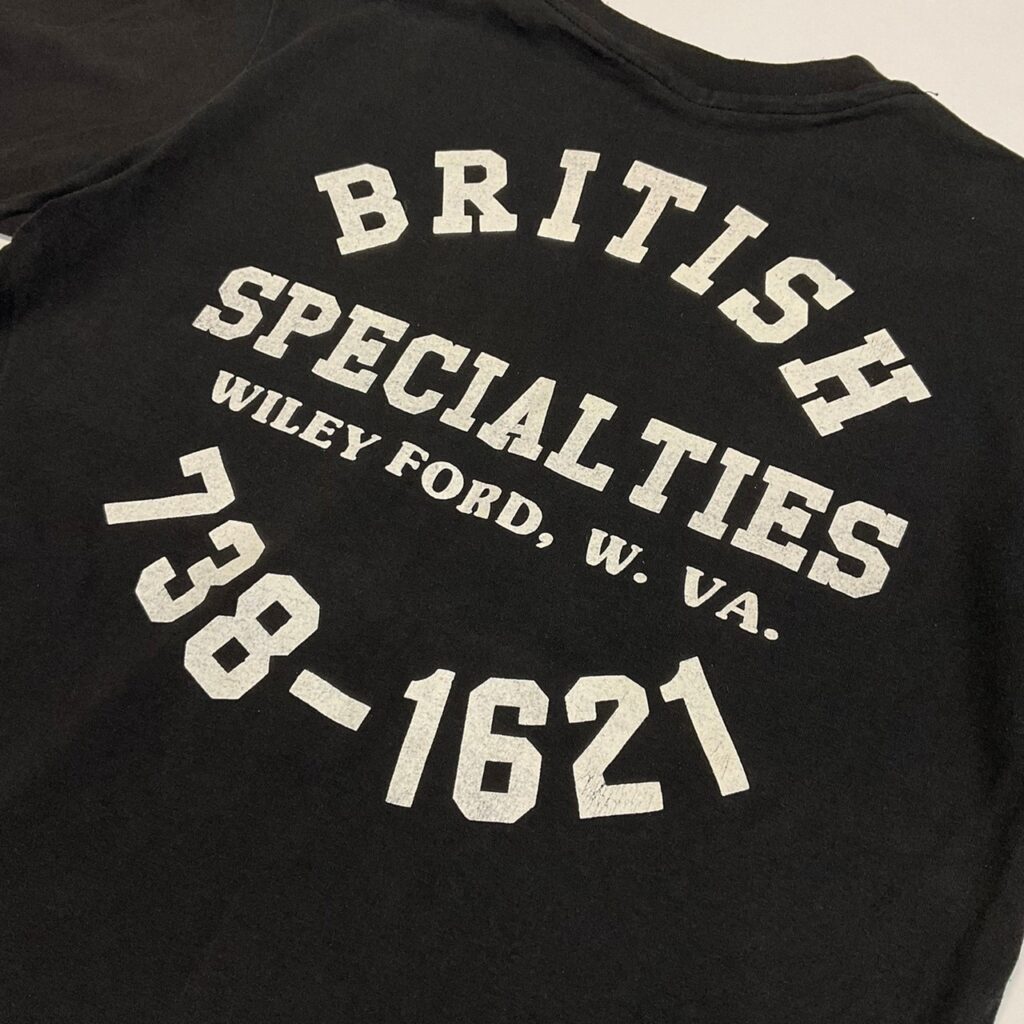 BRITISH
SPECIALTIES
WILEY FORD, W. VA.
738-1621